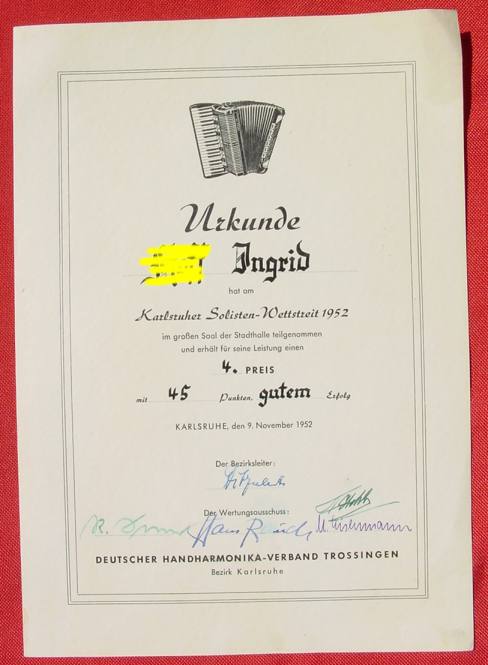 Urkunde
Ingrid
hat am
Karlsruher Solisten-Wettstreit 1952
im großen Saal der Stadthalle teilgenommen
und erhält für seine Leistung einen
4. PREIS
mit 45 Punkten, gutem Erfolg
KARLSRUHE, den 9. November 1952
Der Bezirksleiter:
Der Wertungsausschuss:
Hans
DEUTSCHER HANDHARMONIKA-VERBAND TROSSINGEN
Bezirk Karlsruhe